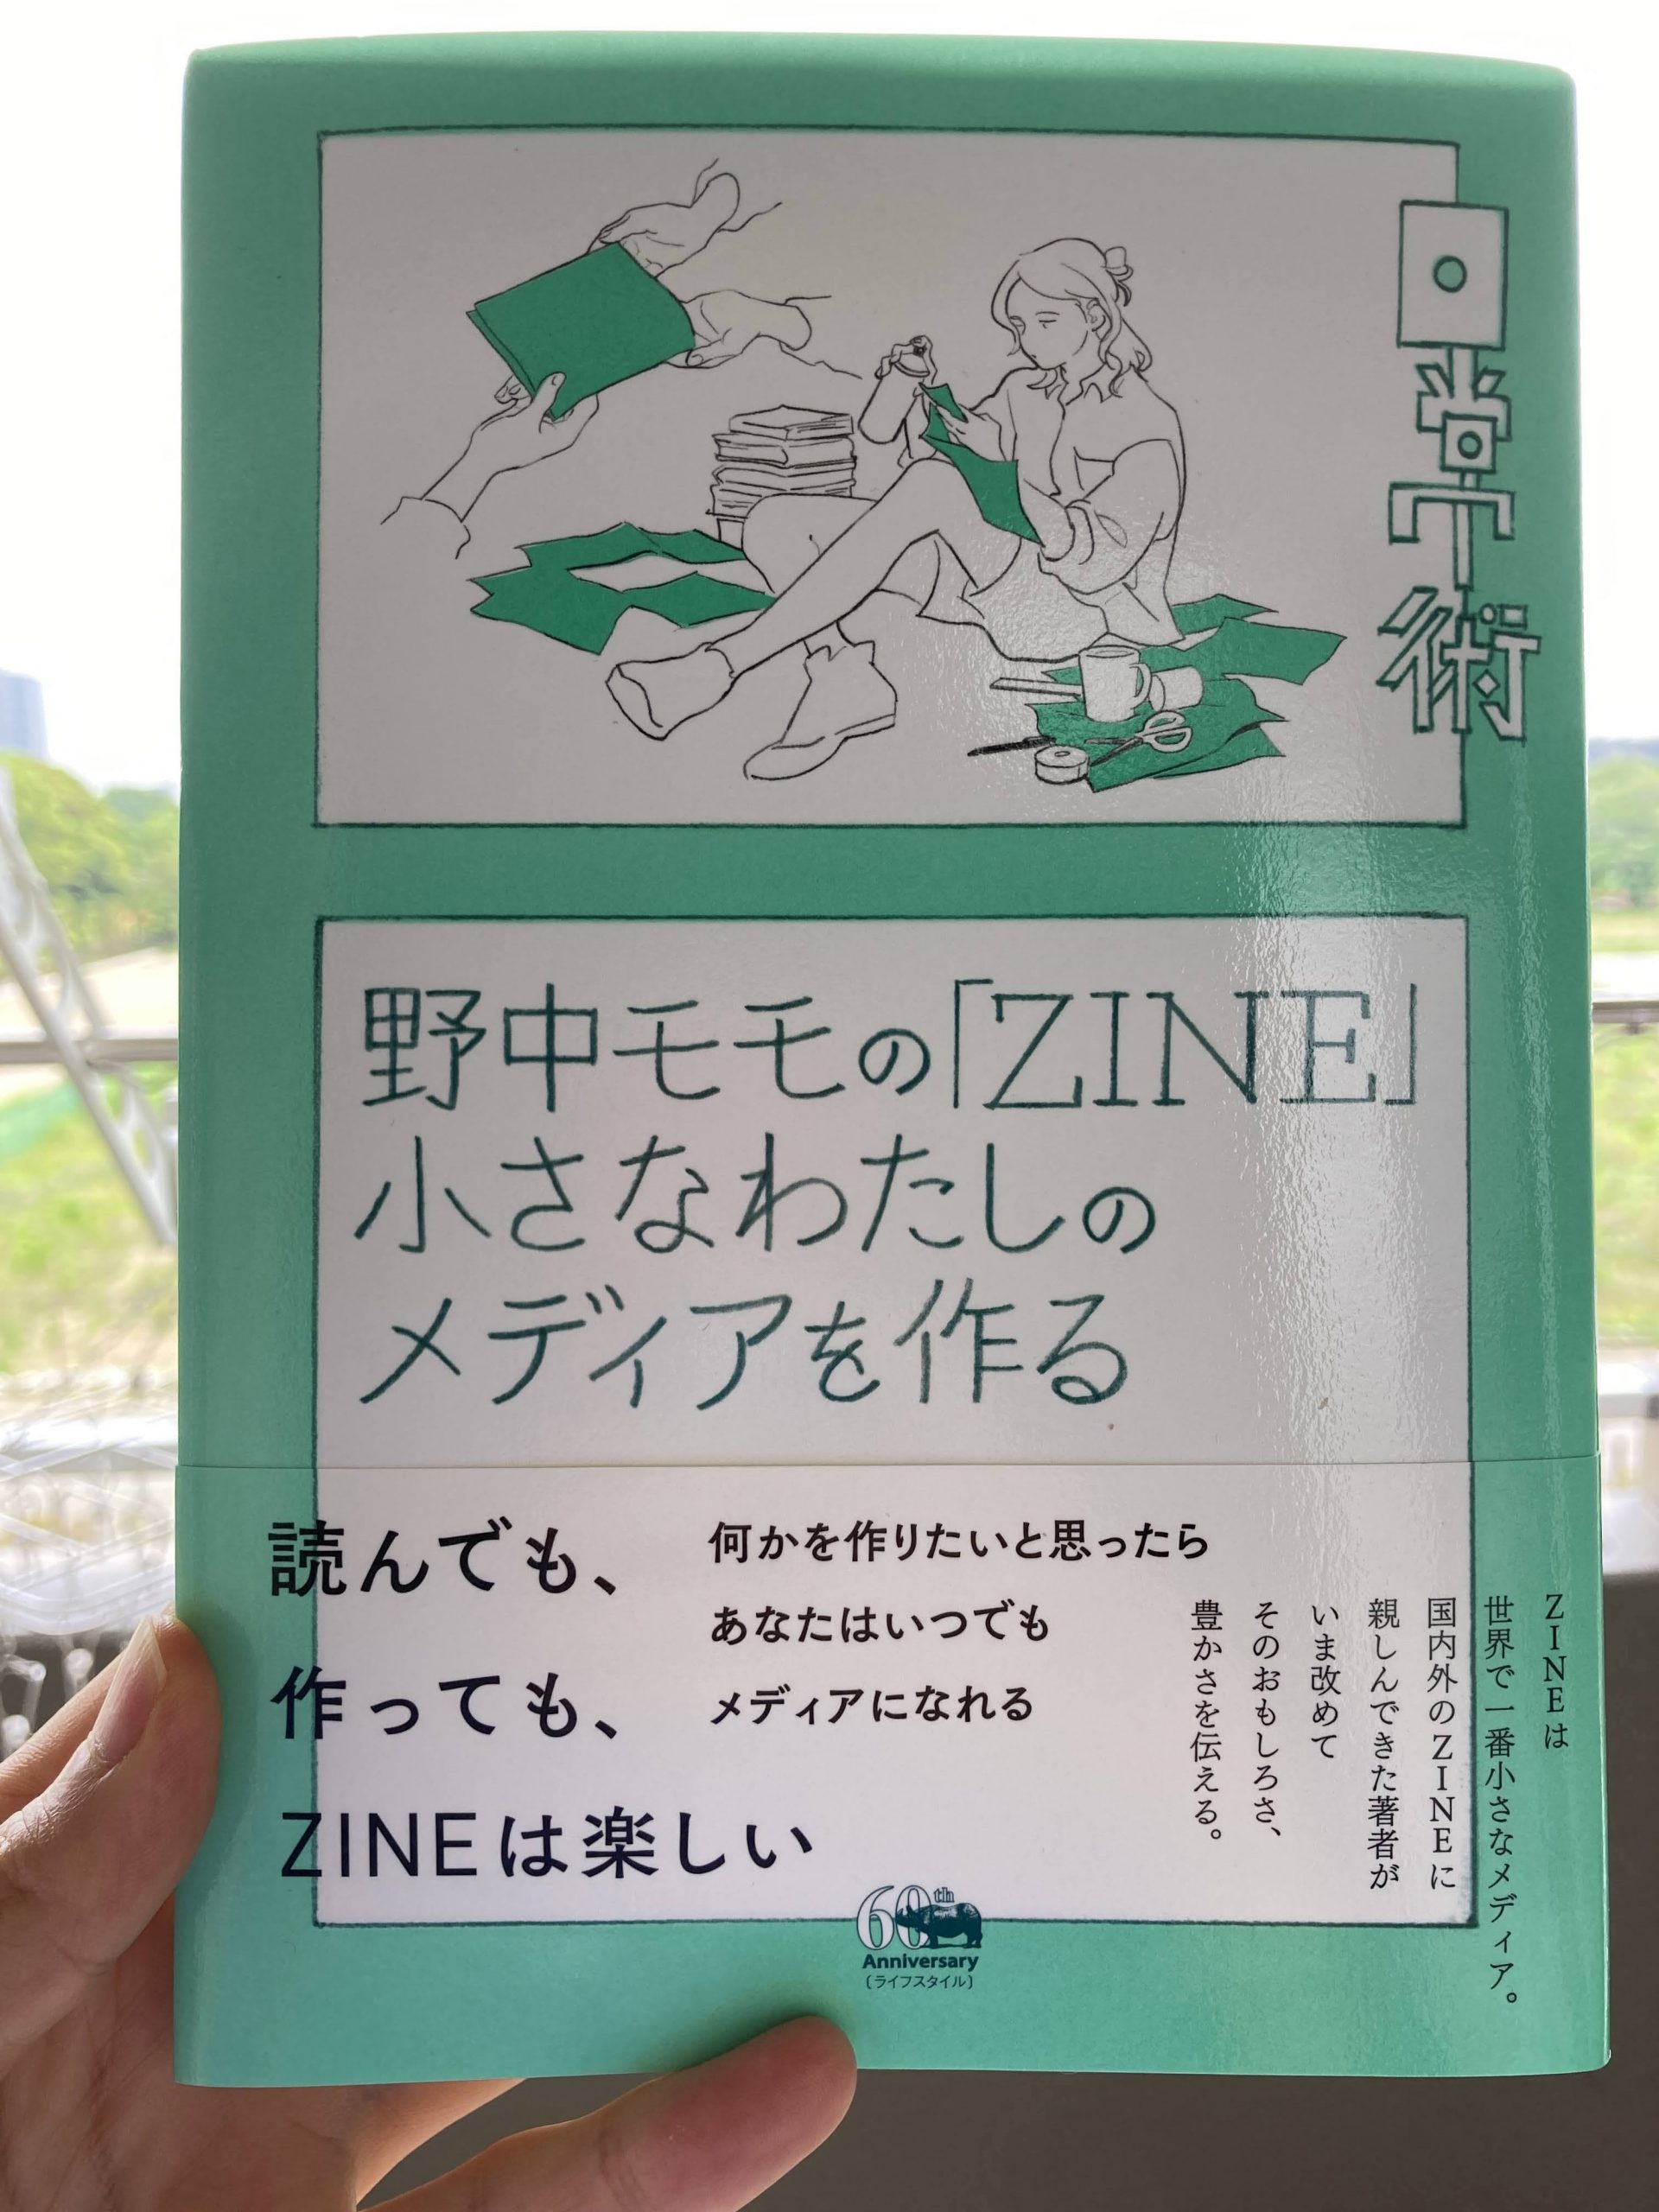 日常術
野中モモの「ZINE」
小さなわたしの
メディアを作る
読んでも、
作っても、
ZINEは楽しい
何かを作りたいと思ったら
あなたはいつでも
メディアになれる
ZINEは
世界で一番小さなメディア。
国内外のZINEに
親しんできた著者が
いま改めて
そのおもしろさ、
豊かさを伝える。
60th
Anniversary
〔ライフスタイル〕